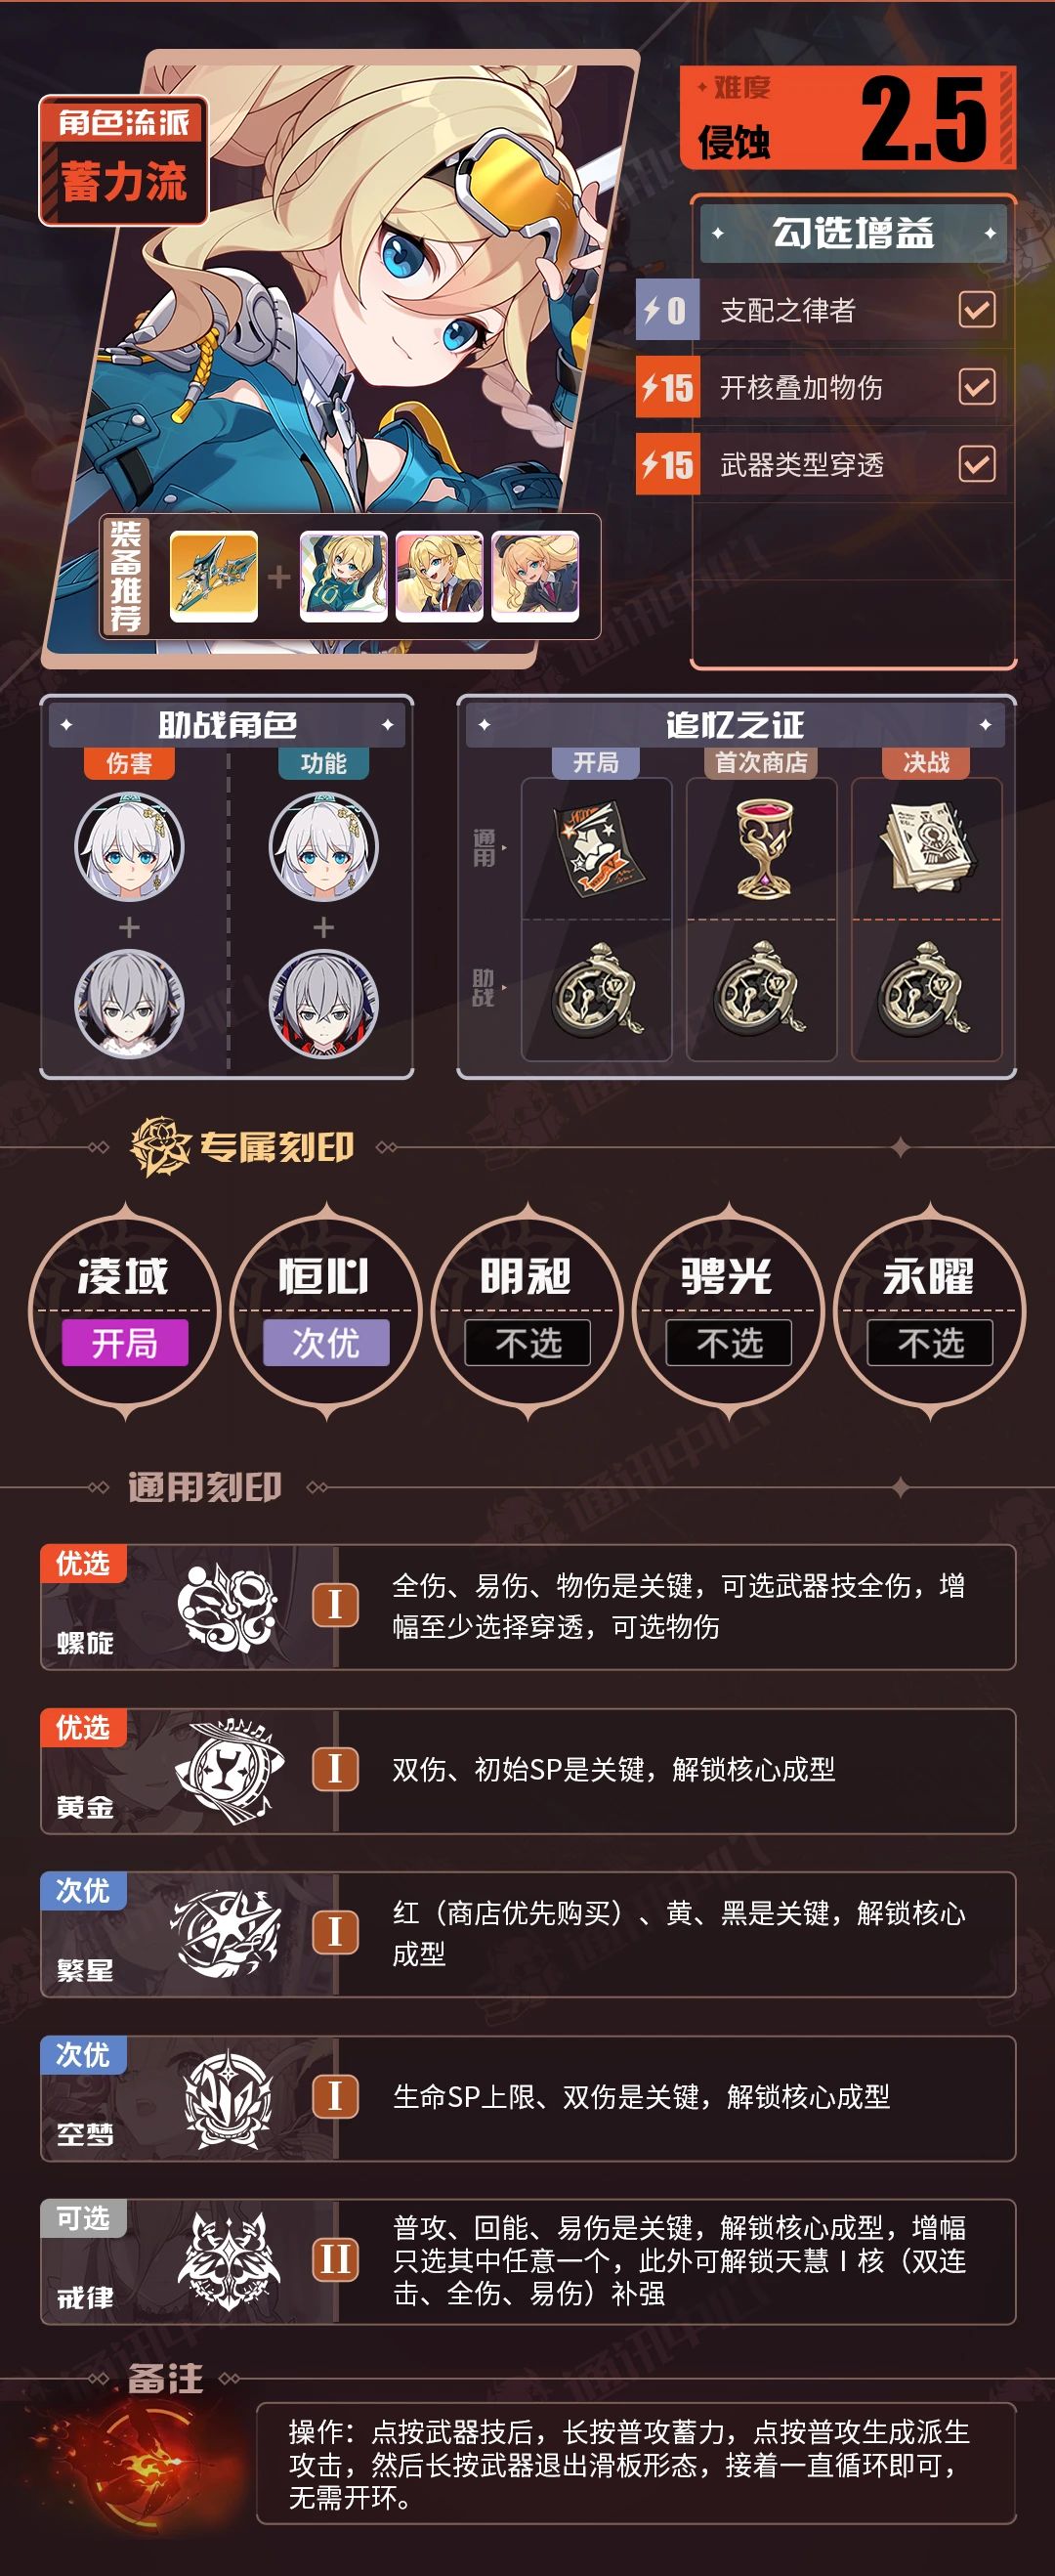 角色流派
蓄力流
难度
侵蚀
2.5
勾选增益
0
支配之律者
15
开核叠加物伤
15
武器类型穿透
装备推荐
助战角色
伤害
功能
追忆之证
开局
首次商店
决战
通用
助战
专属刻印
凌域
开局
恒心
次优
明昶
不选
骋光
不选
永曜
不选
通用刻印
优选
螺旋
I
全伤、易伤、物伤是关键，可选武器技全伤，增
幅至少选择穿透，可选物伤
优选
黄金
I
双伤、初始SP是关键，解锁核心成型
次优
繁星
I
红（商店优先购买）、黄、黑是关键，解锁核心
成型
次优
空梦
I
生命SP上限、双伤是关键，解锁核心成型
可选
戒律
II
普攻、回能、易伤是关键，解锁核心成型，增幅
只选其中任意一个，此外可解锁天慧Ⅰ核（双连
击、全伤、易伤）补强
备注
操作：点按武器技后，长按普攻蓄力，点按普攻生成派生
攻击，然后长按武器退出滑板形态，接着一直循环即可，
无需开环。
通讯中心